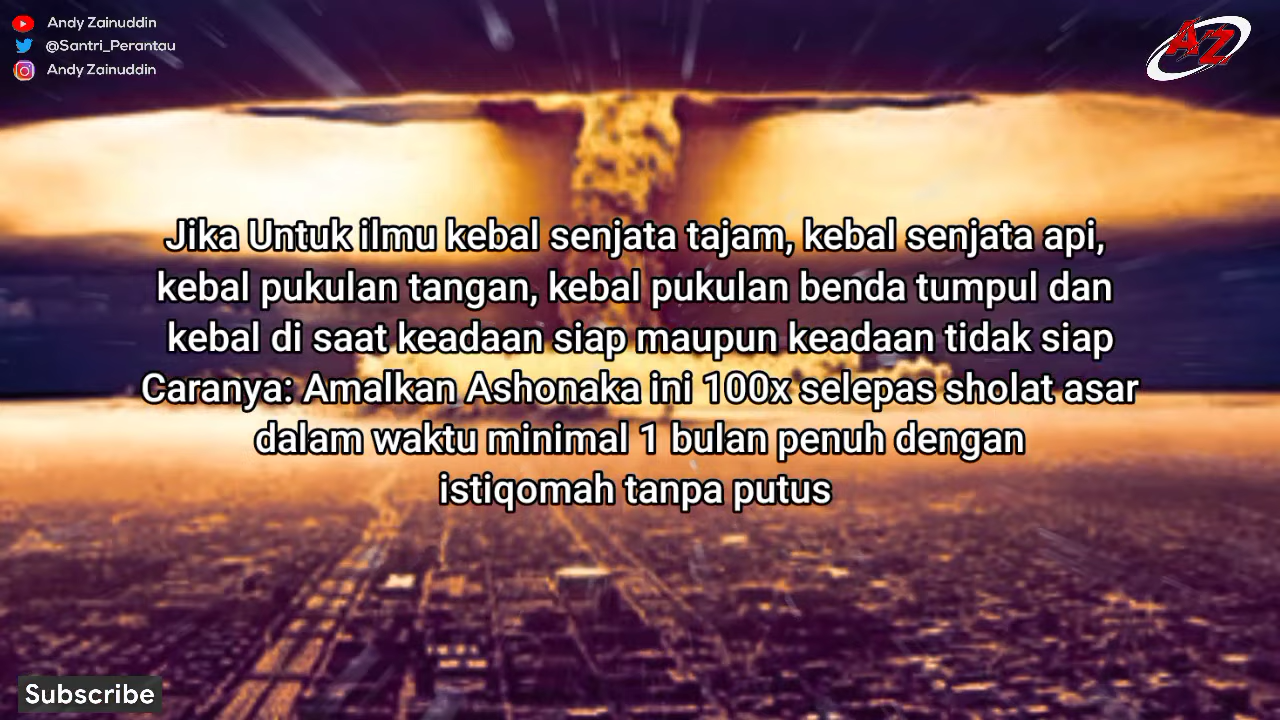 Andy Zainuddin
@Santri_Perantau
Andy Zainuddin
AZ
Jika Untuk ilmu kebal senjata tajam, kebal senjata api,
kebal pukulan tangan, kebal pukulan benda tumpul dan
kebal di saat keadaan siap maupun keadaan tidak siap
Caranya: Amalkan Ashonaka ini 100x selepas sholat asar
dalam waktu minimal 1 bulan penuh dengan
istiqomah tanpa putus
Subscribe